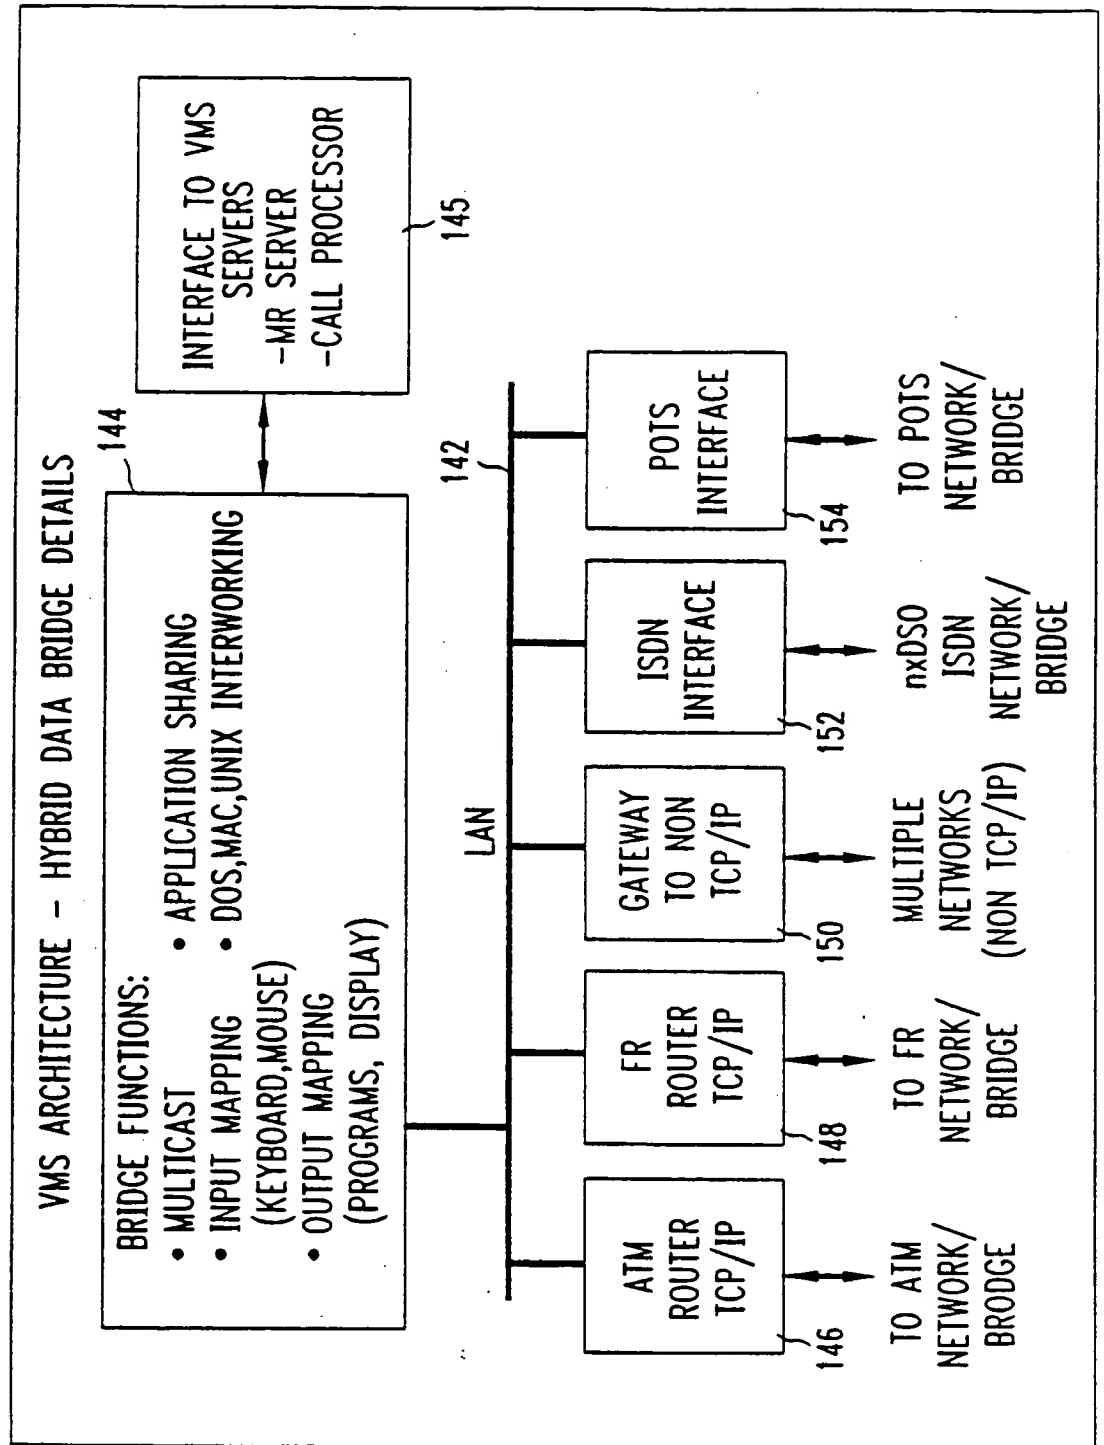 VMS ARCHITECTURE – HYBRID DATA BRIDGE DETAILS
144
BRIDGE FUNCTIONS:
• MULTICAST
• INPUT MAPPING
(KEYBOARD,MOUSE)
• OUTPUT MAPPING
(PROGRAMS, DISPLAY)
• APPLICATION SHARING
• DOS,MAC,UNIX INTERWORKING
INTERFACE TO VMS
SERVERS
-MR SERVER
-CALL PROCESSOR
145
LAN
142
ATM
ROUTER
TCP/IP
146
TO ATM
NETWORK/
BRODGE
FR
ROUTER
TCP/IP
148
TO FR
NETWORK/
BRIDGE
GATEWAY
TO NON
TCP/IP
150
MULTIPLE
NETWORKS
(NON TCP/IP)
ISDN
INTERFACE
152
nxDSO
ISDN
NETWORK/
BRIDGE
POTS
INTERFACE
154
TO POTS
NETWORK/
BRIDGE